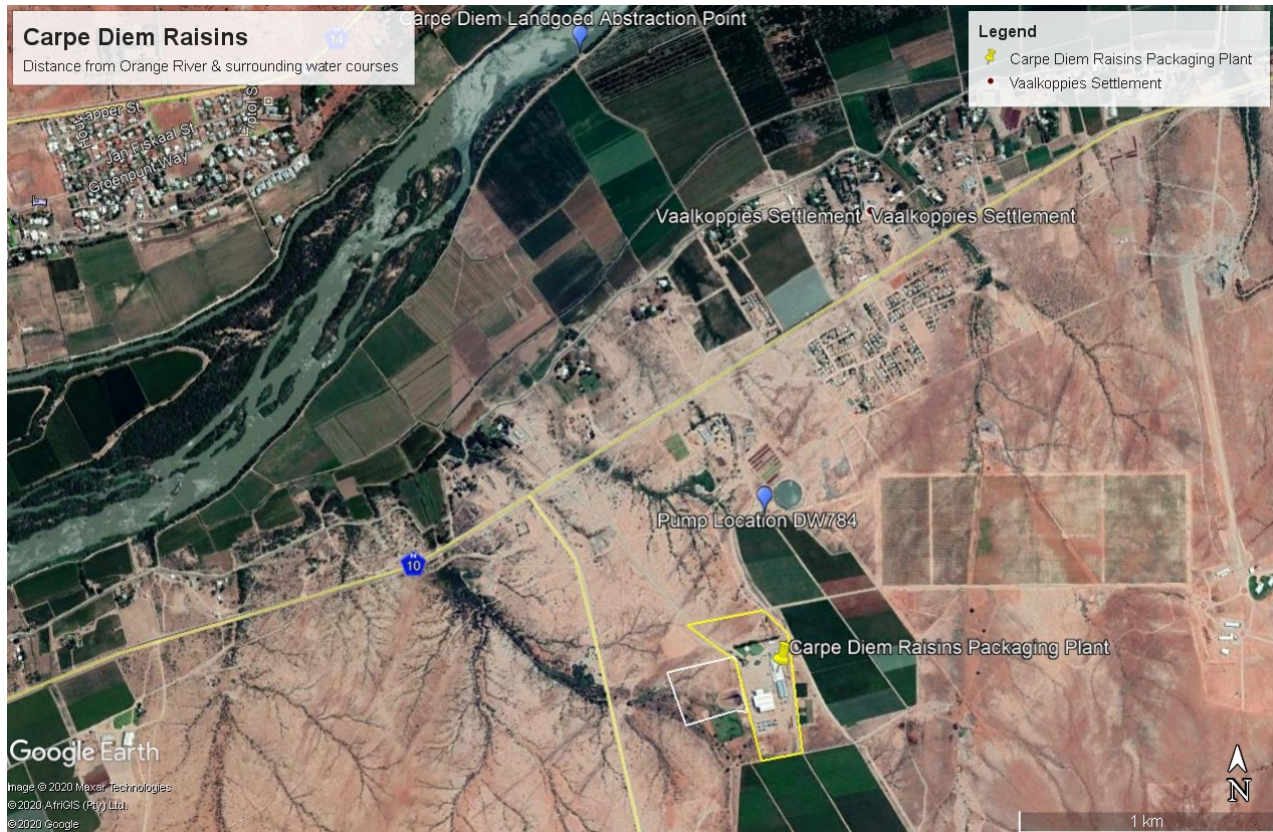 Carpe Diem Raisins
Distance from Orange River & surrounding water courses
14
Carpe Diem Landgoed Abstraction Point
Legend
Carpe Diem Raisins Packaging Plant
Vaalkoppies Settlement
Jan Fiskaal St
Groenpunt Way
Vaalkoppies Settlement Vaalkoppies Settlement
Pump Location DW784
N
10
Carpe Diem Raisins Packaging Plant
Google Earth
Image © 2020 Maxar Technologies
© 2020 AfriGIS (Pty) Ltd.
© 2020 Google
N
1 km